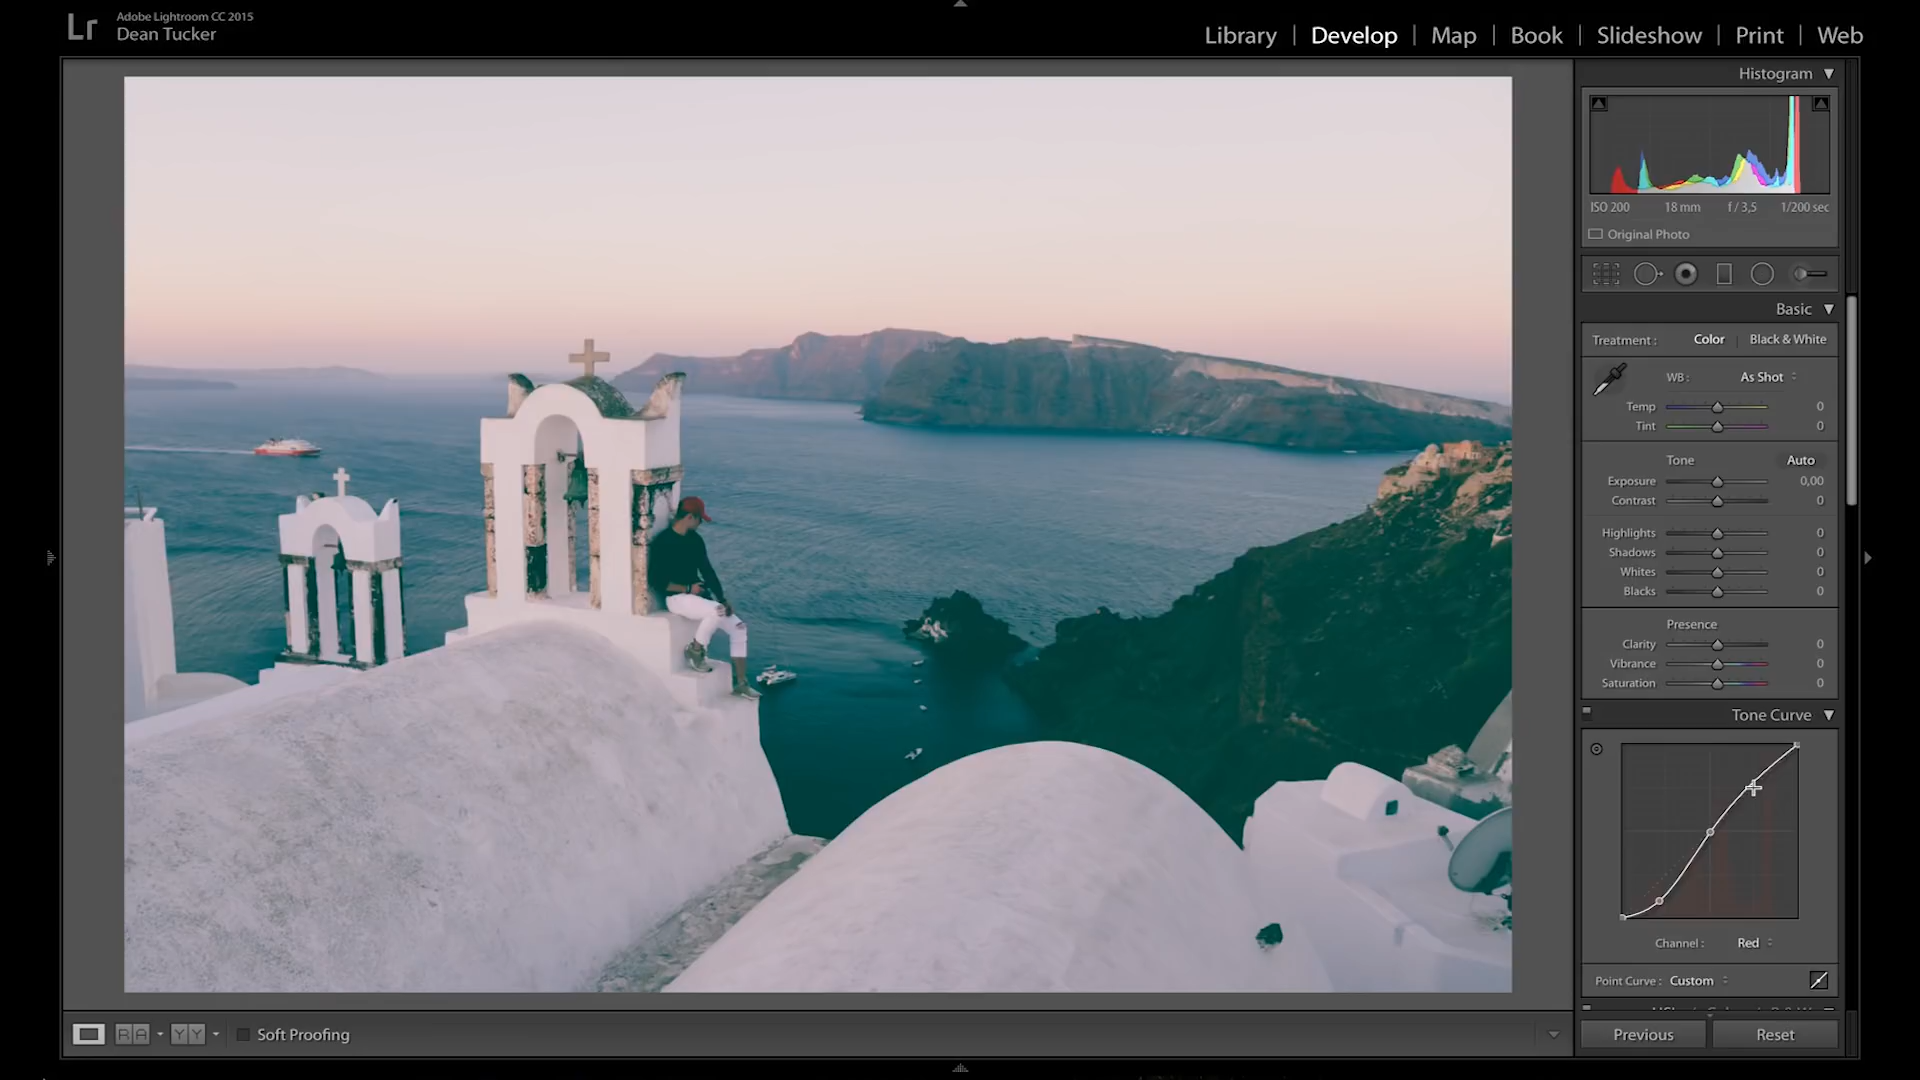 Lr
Adobe Lightroom CC 2015
Dean Tucker
Library | Develop | Map | Book | Slideshow | Print | Web
Histogram
ISO 200 18 mm f / 3,5 1/200 sec
Original Photo
Basic
Treatment : Color | Black & White
WB : As Shot
Temp 0
Tint 0
Tone Auto
Exposure 0,00
Contrast 0
Highlights 0
Shadows 0
Whites 0
Blacks 0
Presence
Clarity 0
Vibrance 0
Saturation 0
Tone Curve
Channel : Red
Point Curve : Custom
R A Y Y Soft Proofing
Previous Reset